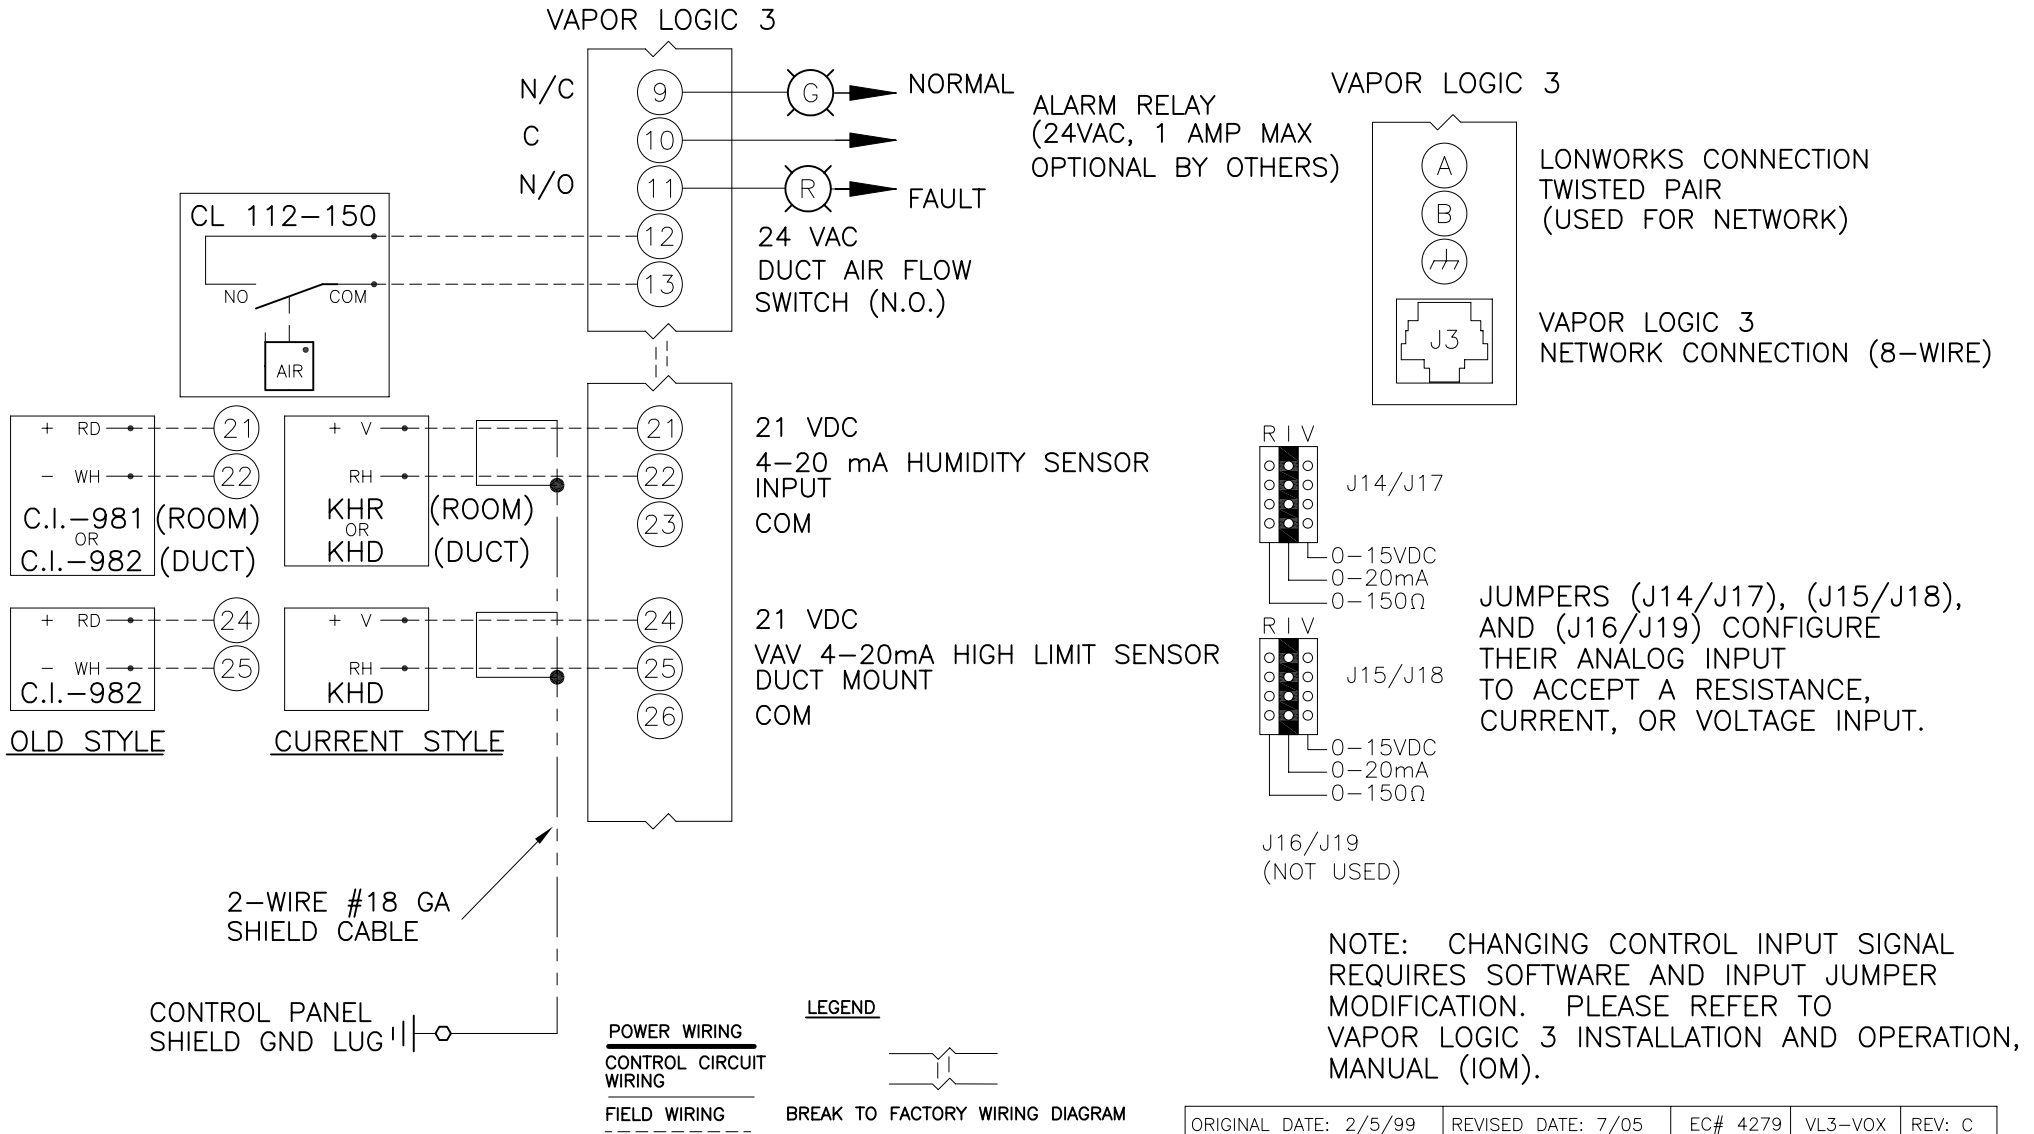 VAPOR LOGIC 3
N/C
9
G
NORMAL
C
10
N/O
11
R
FAULT
ALARM RELAY
(24VAC, 1 AMP MAX
OPTIONAL BY OTHERS)
CL 112-150
NO
COM
AIR
12
13
24 VAC
DUCT AIR FLOW
SWITCH (N.O.)
VAPOR LOGIC 3
A
B
LONWORKS CONNECTION
TWISTED PAIR
(USED FOR NETWORK)
J3
VAPOR LOGIC 3
NETWORK CONNECTION (8-WIRE)
+ RD
21
- WH
22
C.I.-981 (ROOM)
OR
C.I.-982 (DUCT)
+ V
RH
KHR (ROOM)
OR
KHD (DUCT)
21
22
23
21 VDC
4-20 mA HUMIDITY SENSOR
INPUT
COM
+ RD
24
- WH
25
C.I.-982
OLD STYLE
+ V
RH
KHD
CURRENT STYLE
24
25
26
21 VDC
VAV 4-20mA HIGH LIMIT SENSOR
DUCT MOUNT
COM
R I V
J14/J17
0-15VDC
0-20mA
0-150Ω
R I V
J15/J18
0-15VDC
0-20mA
0-150Ω
J16/J19
(NOT USED)
JUMPERS (J14/J17), (J15/J18),
AND (J16/J19) CONFIGURE
THEIR ANALOG INPUT
TO ACCEPT A RESISTANCE,
CURRENT, OR VOLTAGE INPUT.
2-WIRE #18 GA
SHIELD CABLE
CONTROL PANEL
SHIELD GND LUG
LEGEND
POWER WIRING
CONTROL CIRCUIT
WIRING
FIELD WIRING
BREAK TO FACTORY WIRING DIAGRAM
NOTE: CHANGING CONTROL INPUT SIGNAL
REQUIRES SOFTWARE AND INPUT JUMPER
MODIFICATION. PLEASE REFER TO
VAPOR LOGIC 3 INSTALLATION AND OPERATION,
MANUAL (IOM).
ORIGINAL DATE: 2/5/99 REVISED DATE: 7/05 EC# 4279 VL3-VOX REV: C